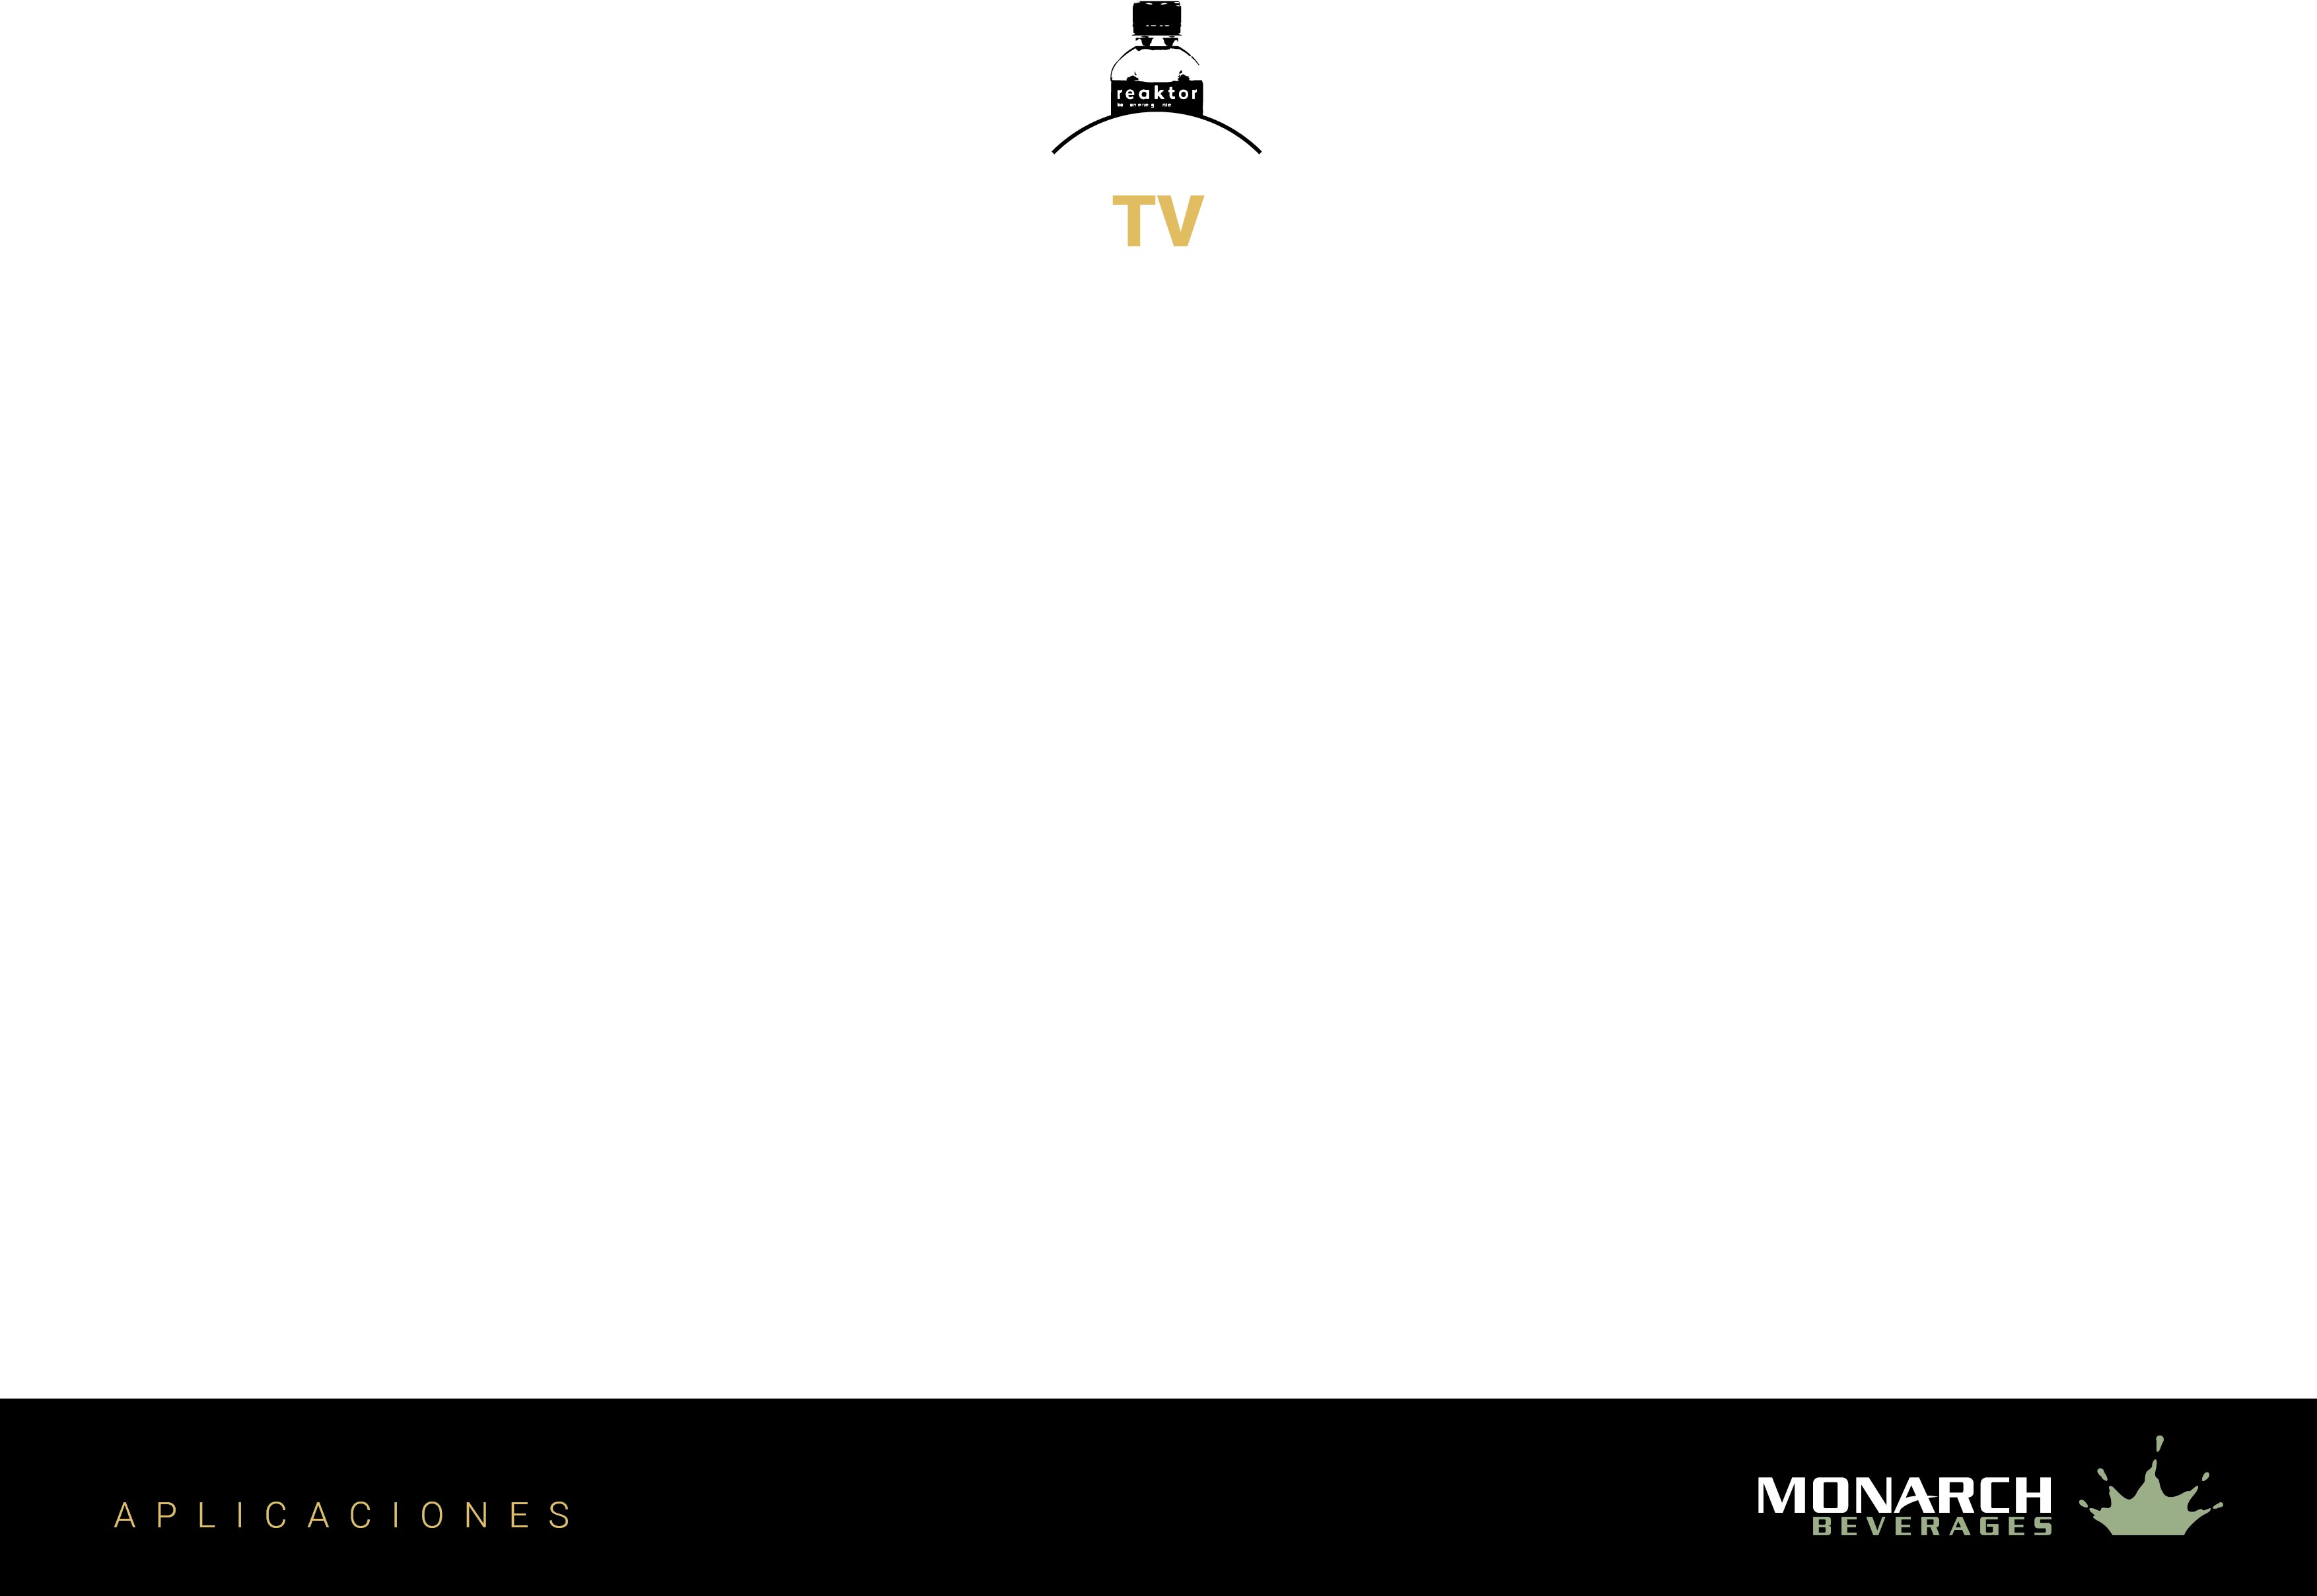 reaktor
TV
APLICACIONES
MONARCH
BEVERAGES